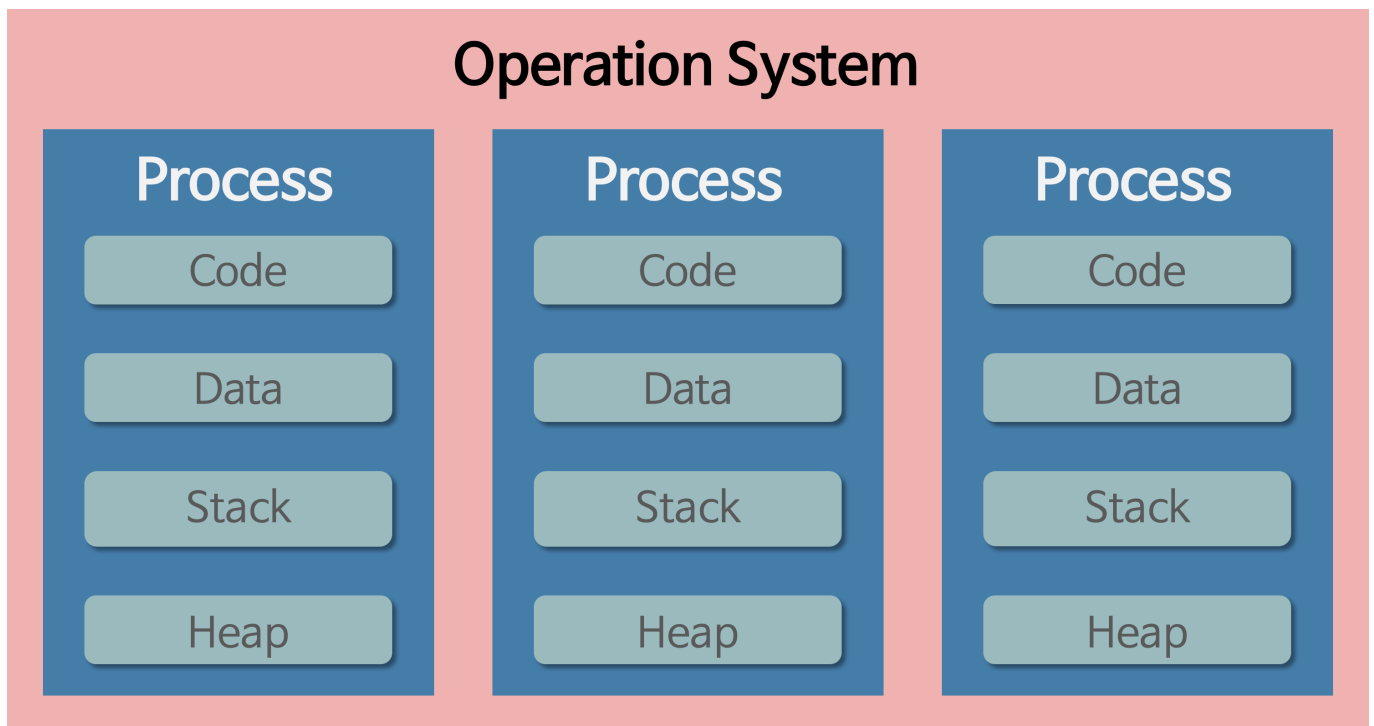 Operation System
Process
Code
Data
Stack
Heap
Process
Code
Data
Stack
Heap
Process
Code
Data
Stack
Heap